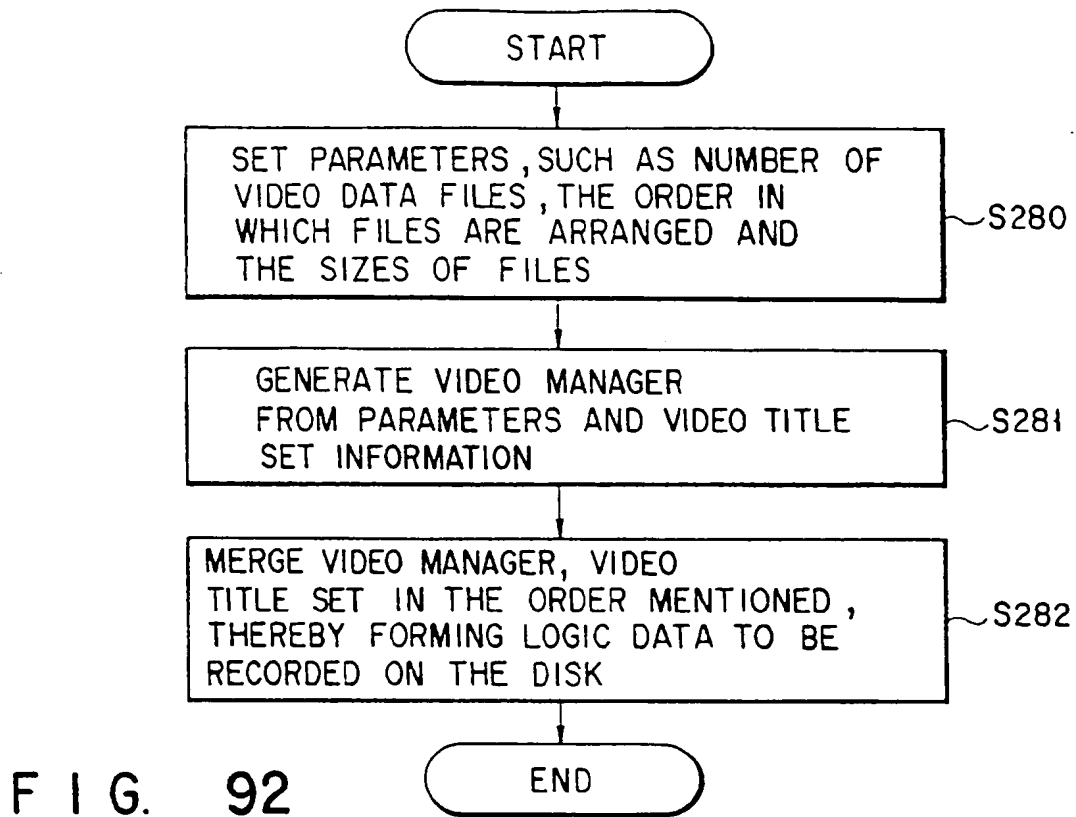 START
SET PARAMETERS, SUCH AS NUMBER OF
VIDEO DATA FILES, THE ORDER IN
WHICH FILES ARE ARRANGED AND
THE SIZES OF FILES
S280
GENERATE VIDEO MANAGER
FROM PARAMETERS AND VIDEO TITLE
SET INFORMATION
S281
MERGE VIDEO MANAGER, VIDEO
TITLE SET IN THE ORDER MENTIONED,
THEREBY FORMING LOGIC DATA TO BE
RECORDED ON THE DISK
S282
END
FIG. 92